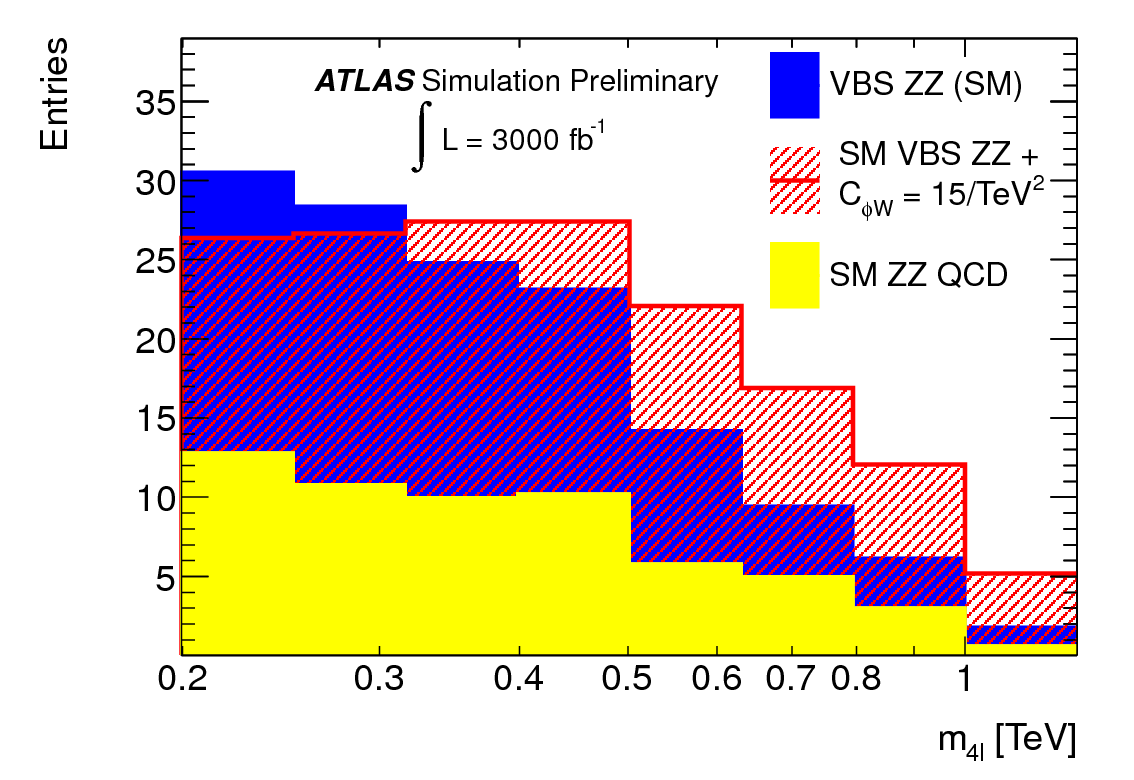 Entries
35
30
25
20
15
10
5
ATLAS Simulation Preliminary
∫ L = 3000 fb⁻¹
VBS ZZ (SM)
SM VBS ZZ +
C_ϕW = 15/TeV²
SM ZZ QCD
0.2 0.3 0.4 0.5 0.6 0.7 0.8 1
m_4l [TeV]